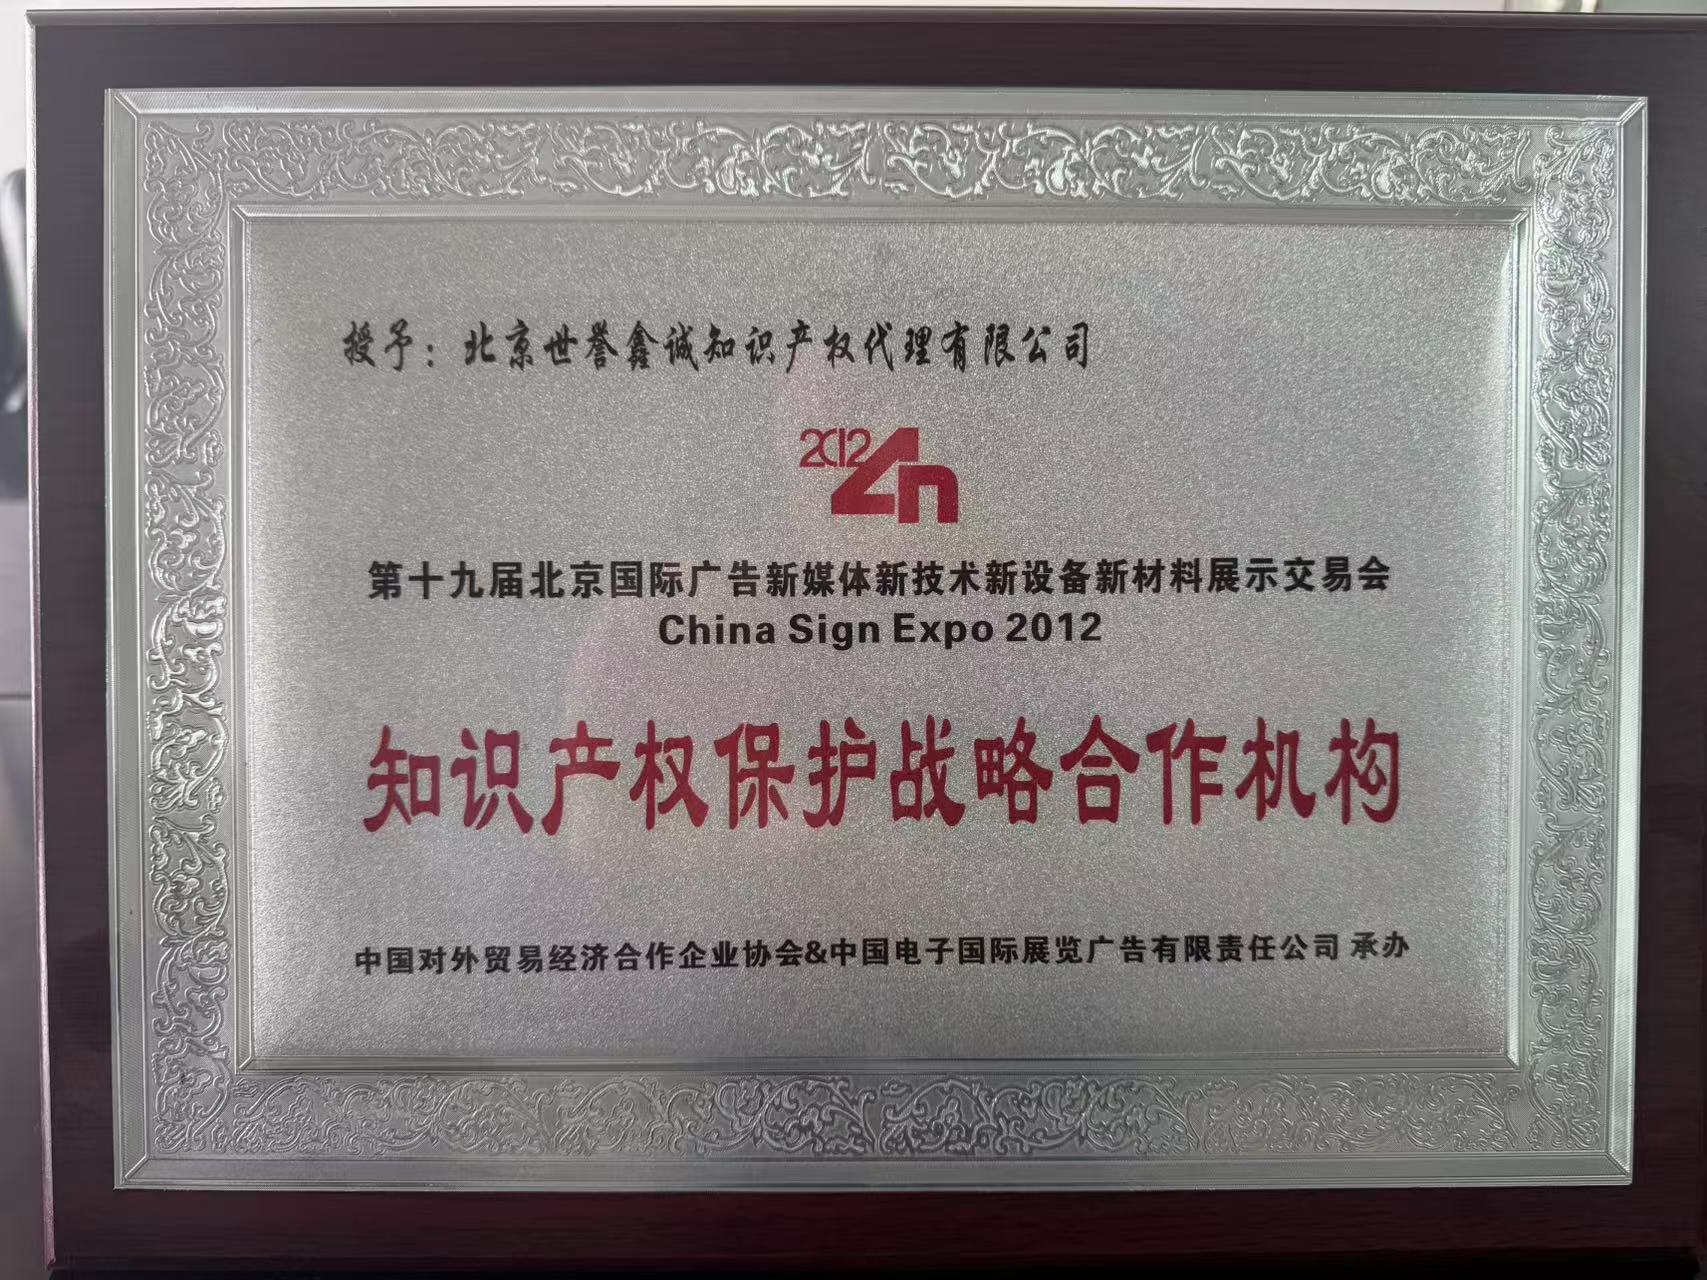 授予：北京世誉鑫诚知识产权代理有限公司
2012
第十九届北京国际广告新媒体新技术新设备新材料展示交易会
China Sign Expo 2012
知识产权保护战略合作机构
中国对外贸易经济合作企业协会&中国电子国际展览广告有限责任公司 承办